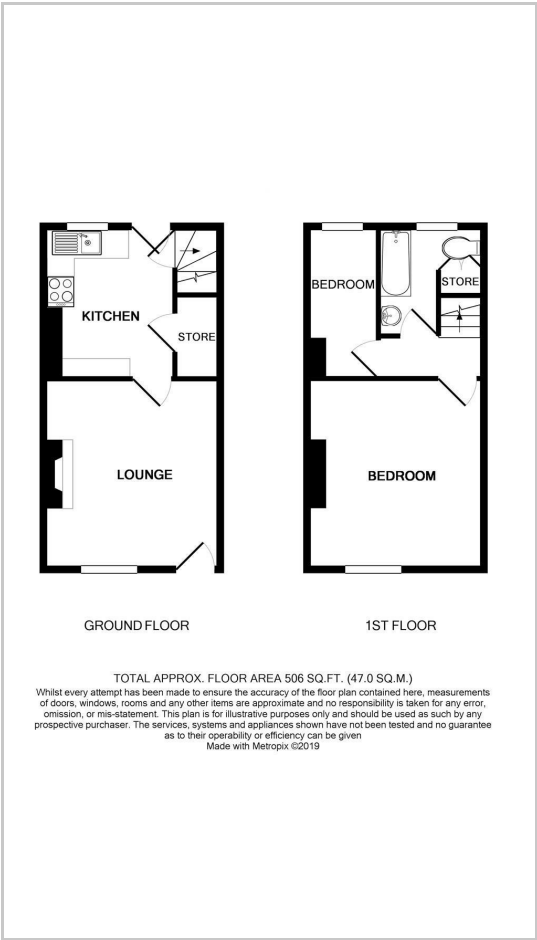 KITCHEN
STORE
LOUNGE
GROUND FLOOR
BEDROOM
STORE
BEDROOM
1ST FLOOR
TOTAL APPROX. FLOOR AREA 506 SQ.FT. (47.0 SQ.M.)
Whilst every attempt has been made to ensure the accuracy of the floor plan contained here, measurements
of doors, windows, rooms and any other items are approximate and no responsibility is taken for any error,
omission, or mis-statement. This plan is for illustrative purposes only and should be used as such by any
prospective purchaser. The services, systems and appliances shown have not been tested and no guarantee
as to their operability or efficiency can be given
Made with Metropix ©2019